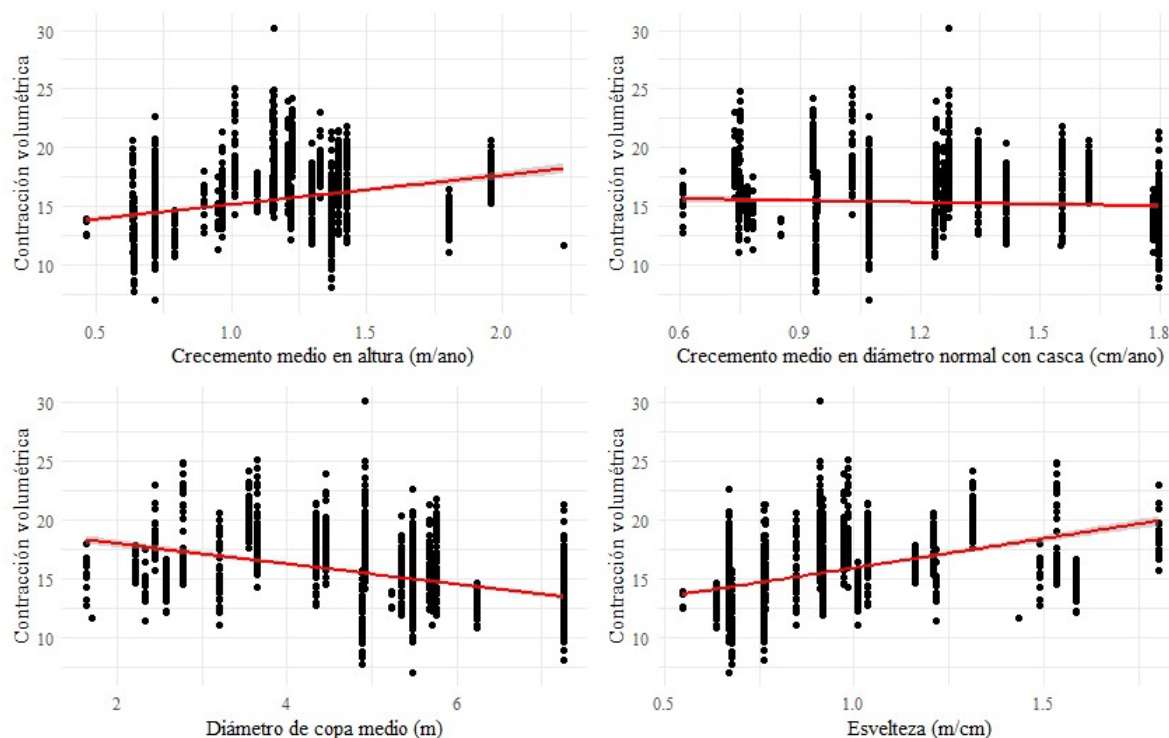 Contracción volumétrica
30
25
20
15
10
0.5 1.0 1.5 2.0
Crecemento medio en altura (m/ano)
Contracción volumétrica
30
25
20
15
10
0.6 0.9 1.2 1.5 1.8
Crecemento medio en diámetro normal con casca (cm/ano)
Contracción volumétrica
30
25
20
15
10
2 4 6
Diámetro de copa medio (m)
Contracción volumétrica
30
25
20
15
10
0.5 1.0 1.5
Esvelteza (m/cm)